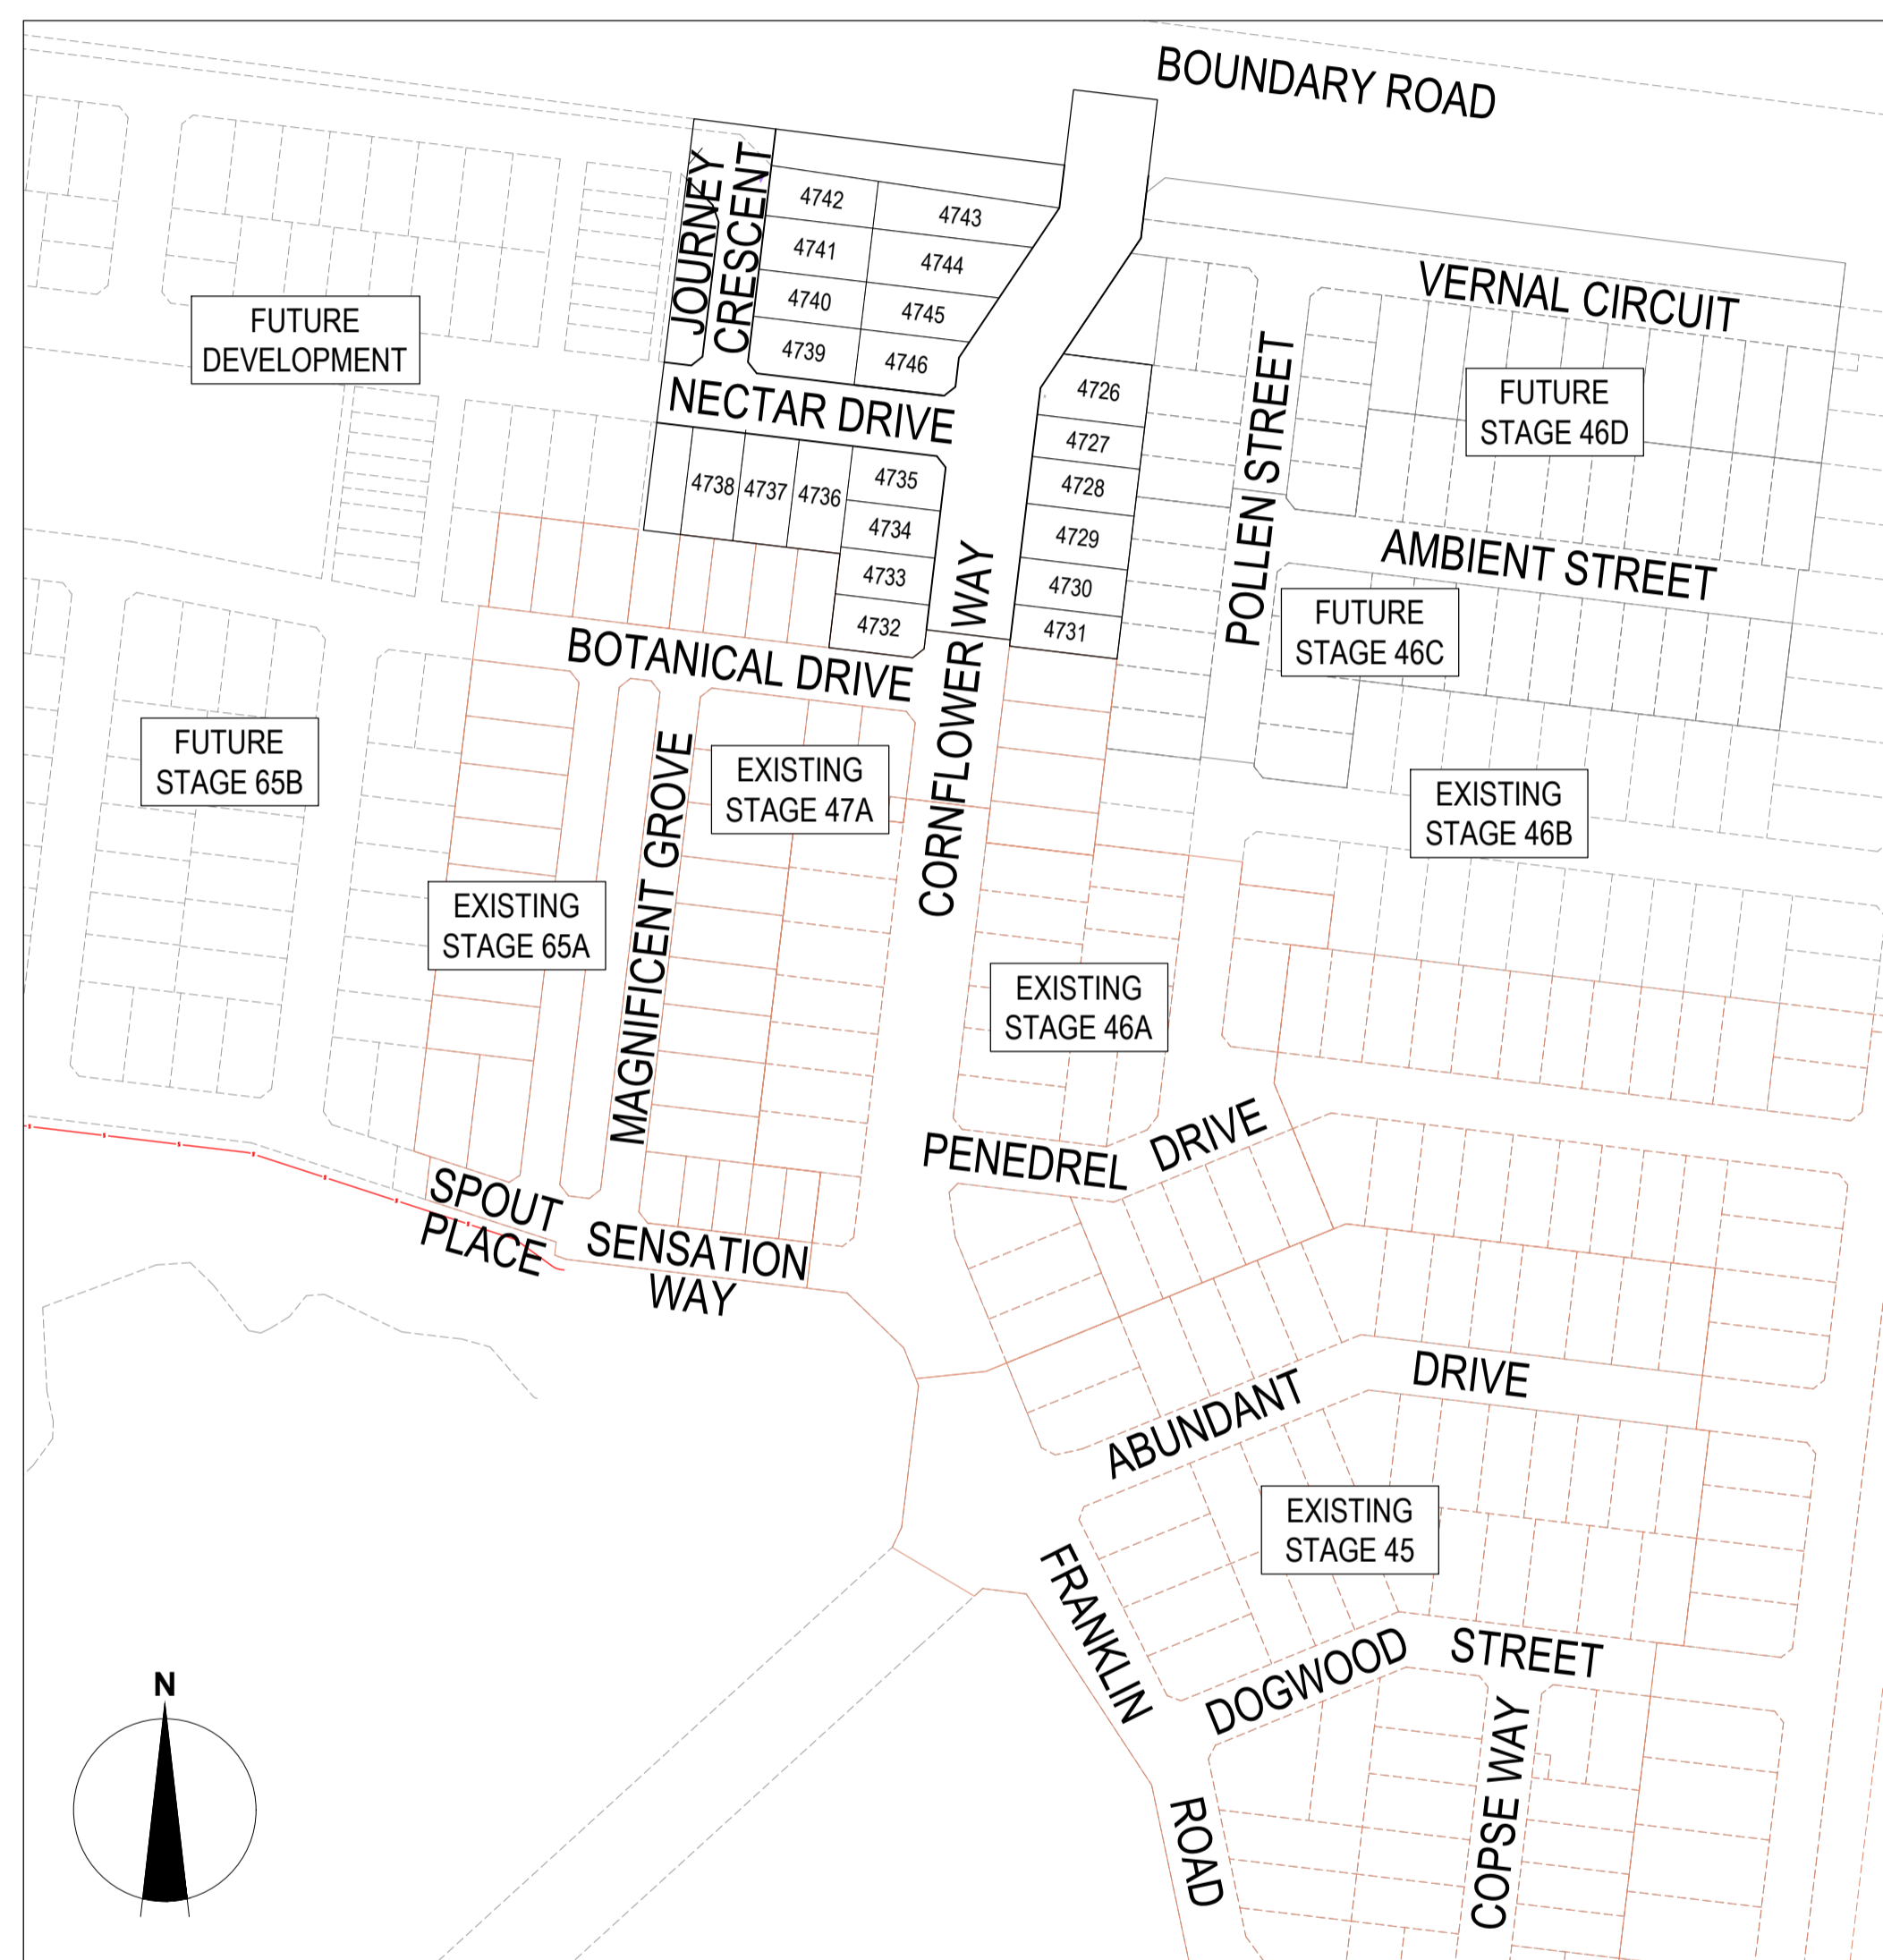 BOUNDARY ROAD
JOURNEY
CRESCENT
4742
4743
4741
4744
4740
4745
4739
4746
VERNAL CIRCUIT
FUTURE
DEVELOPMENT
NECTAR DRIVE
4726
4727
4728
4729
4730
4731
POLLEN STREET
FUTURE
STAGE 46D
4738
4737
4736
4735
4734
4733
4732
AMBIENT STREET
FUTURE
STAGE 46C
BOTANICAL DRIVE
CORNFLOWER WAY
FUTURE
STAGE 65B
EXISTING
STAGE 47A
EXISTING
STAGE 46B
MAGNIFICENT GROVE
EXISTING
STAGE 65A
EXISTING
STAGE 46A
PENEDREL DRIVE
SPOUT
PLACE
SENSATION
WAY
ABUNDANT DRIVE
EXISTING
STAGE 45
FRANKLIN ROAD
DOGWOOD STREET
COPSE WAY
N